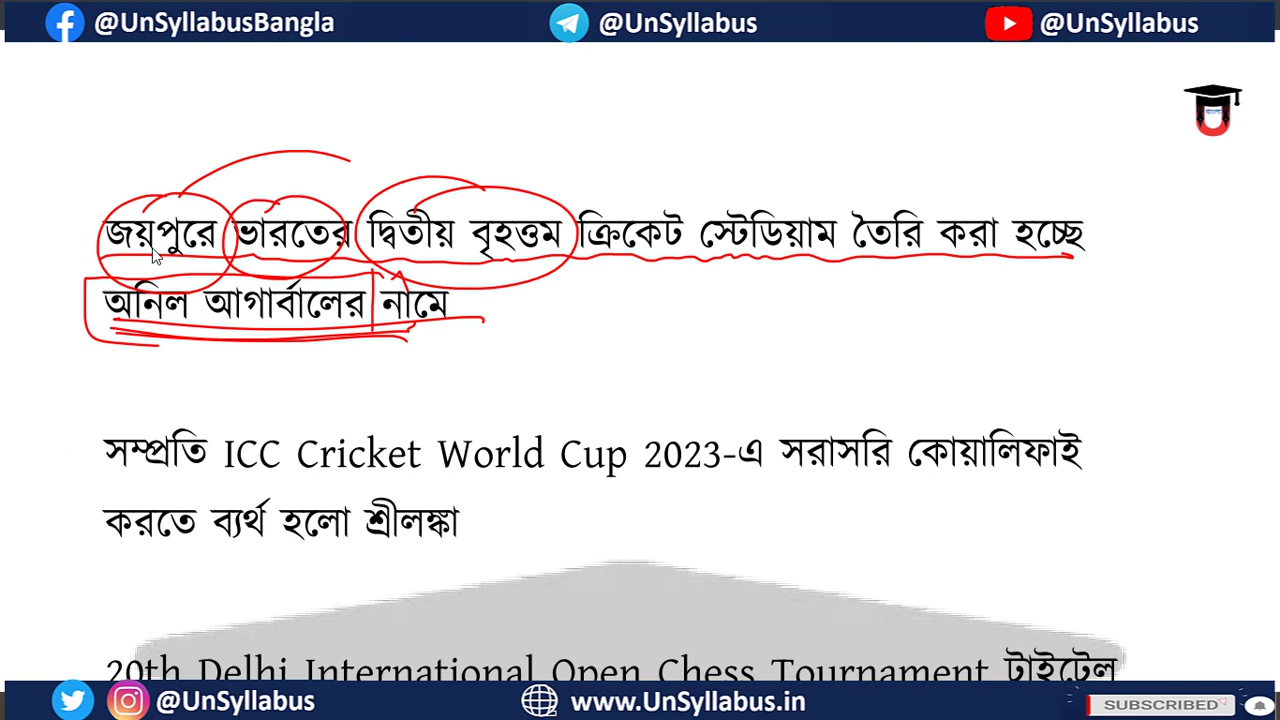 @UnSyllabusBangla @UnSyllabus @UnSyllabus
জয়পুরে ভারতের দ্বিতীয় বৃহত্তম ক্রিকেট স্টেডিয়াম তৈরি করা হচ্ছে
অনিল আগার্বালের নামে
সম্প্রতি ICC Cricket World Cup 2023-এ সরাসরি কোয়ালিফাই
করতে ব্যর্থ হলো শ্রীলঙ্কা
20th Delhi International Open Chess Tournament টাইটেল
@UnSyllabus www.UnSyllabus.in SUBSCRIBED